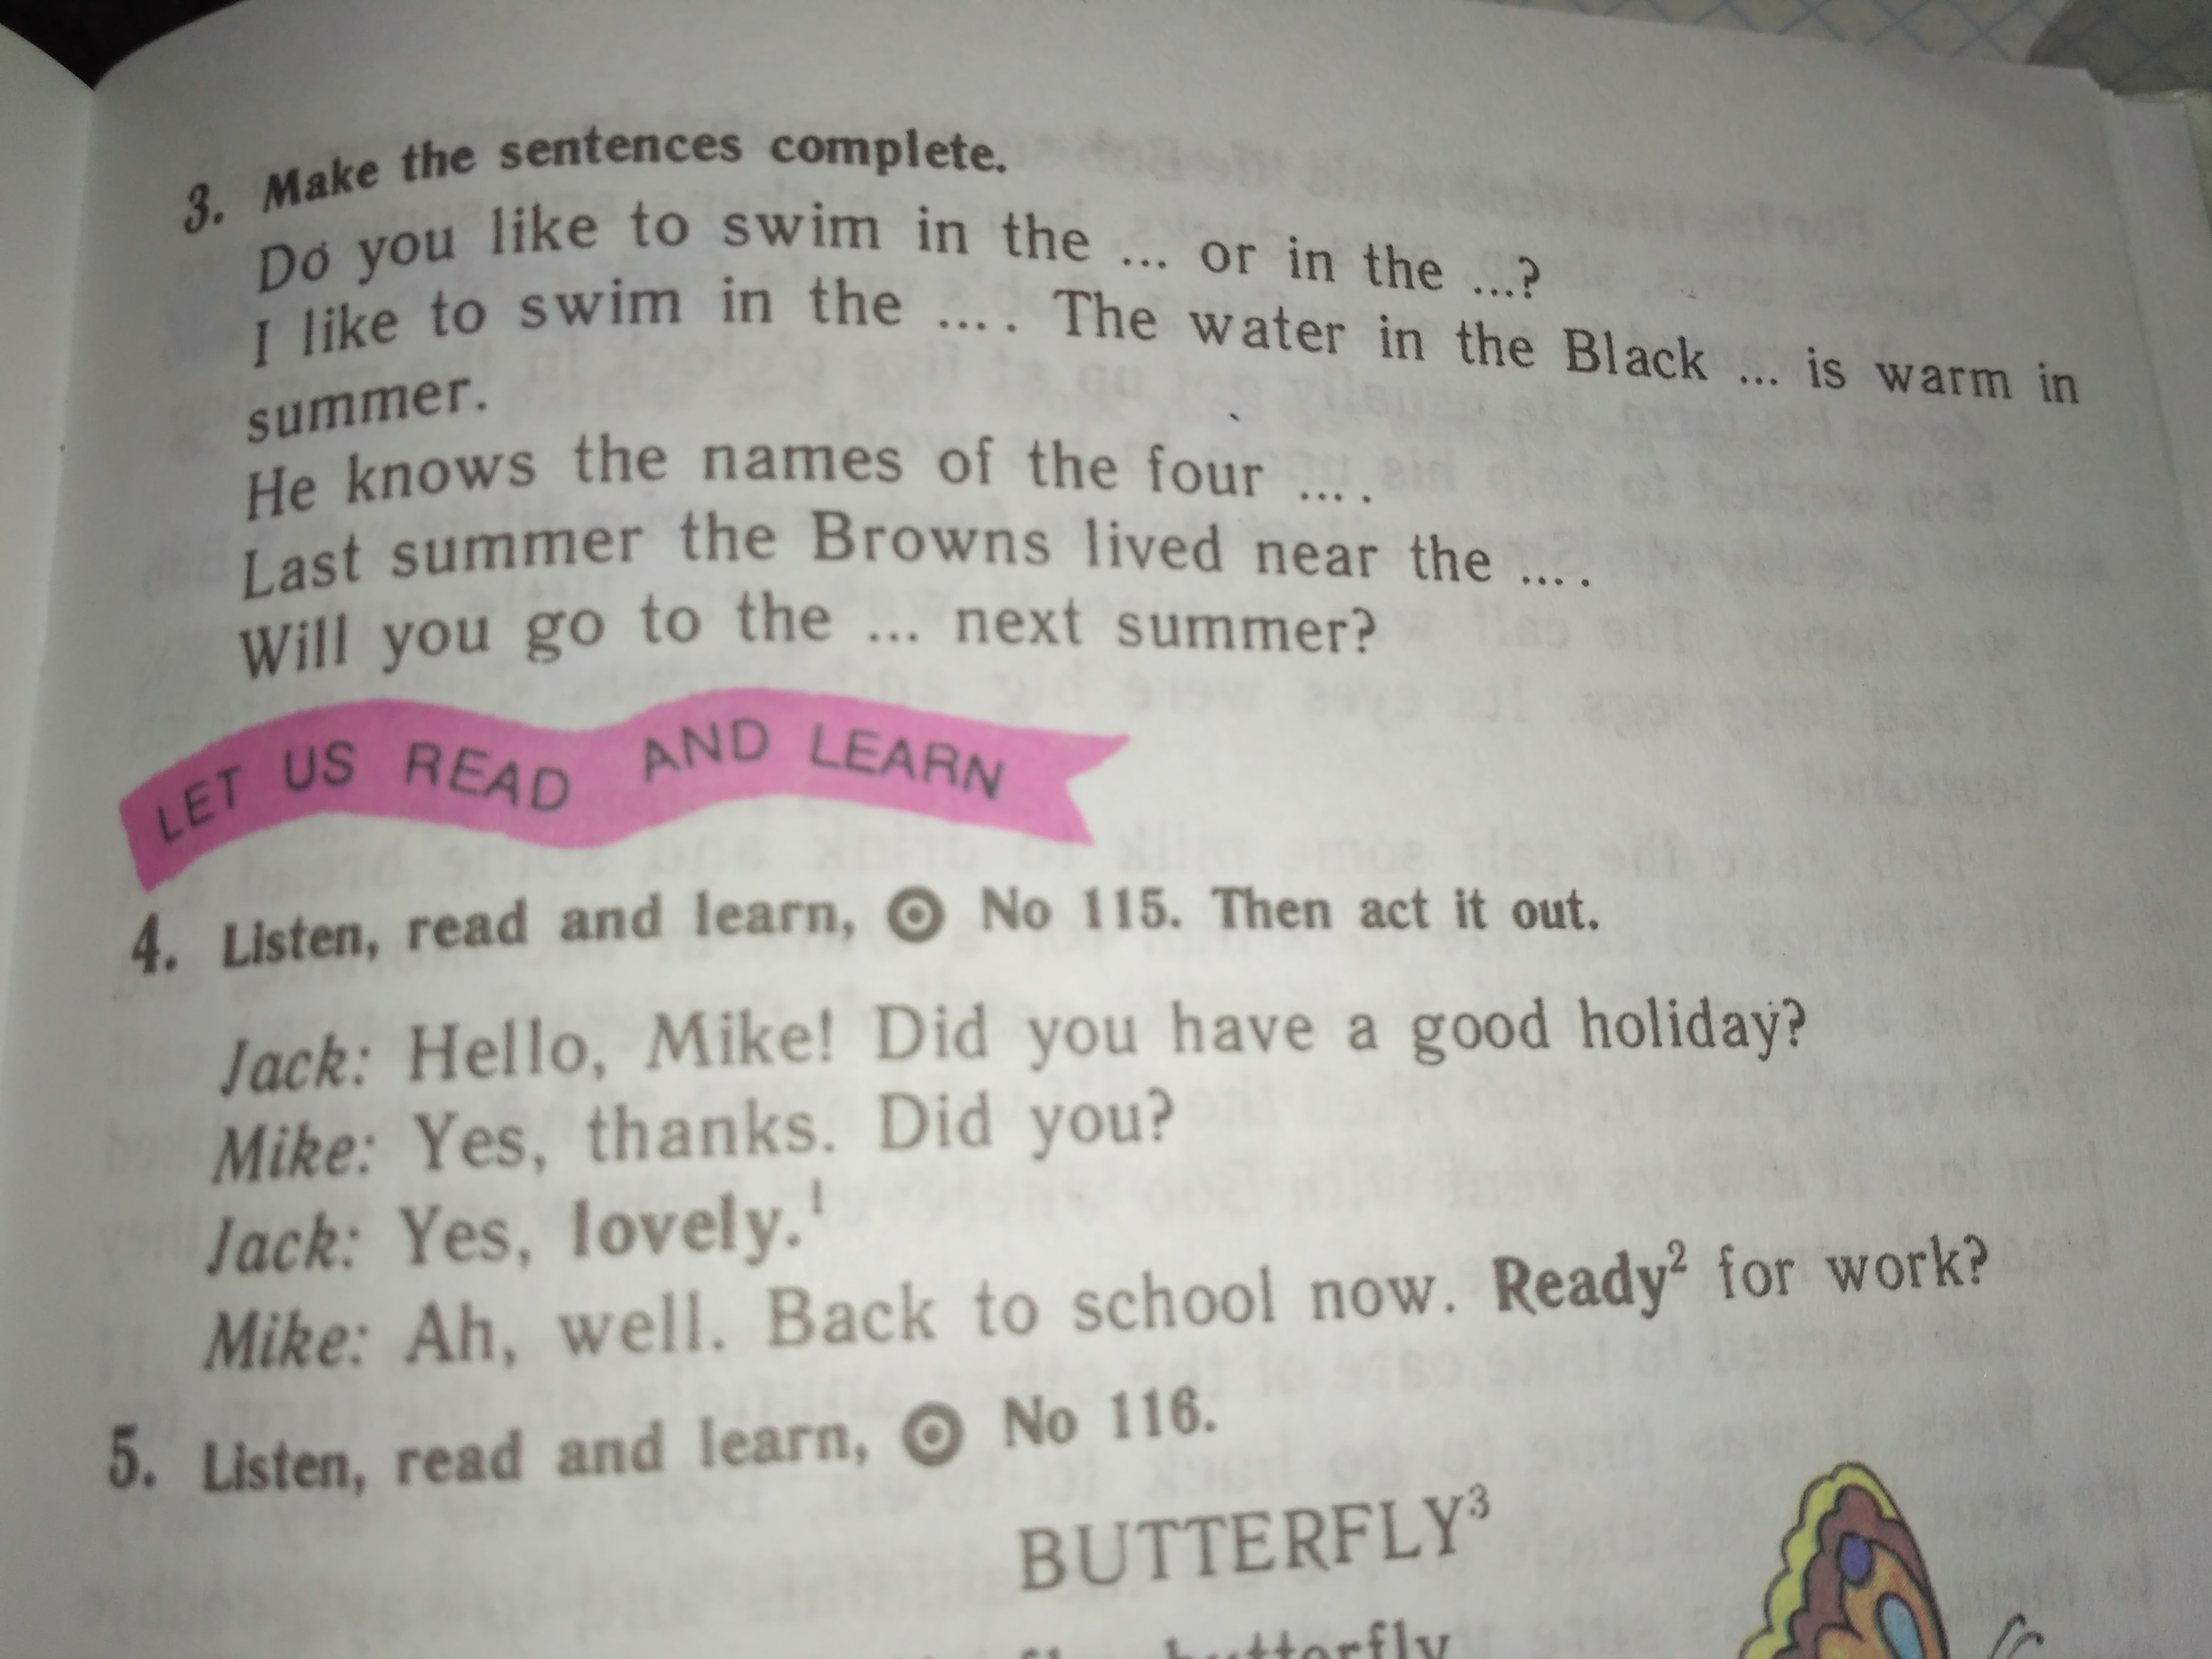 3. Make the sentences complete.
Do you like to swim in the ... or in the ...?
I like to swim in the .... The water in the Black ... is warm in
summer.
He knows the names of the four ....
Last summer the Browns lived near the ....
Will you go to the ... next summer?
LET US READ AND LEARN
4. Listen, read and learn, No 115. Then act it out.
Jack: Hello, Mike! Did you have a good holiday?
Mike: Yes, thanks. Did you?
Jack: Yes, lovely.¹
Mike: Ah, well. Back to school now. Ready² for work?
5. Listen, read and learn, No 116.
BUTTERFLY³
butterfly